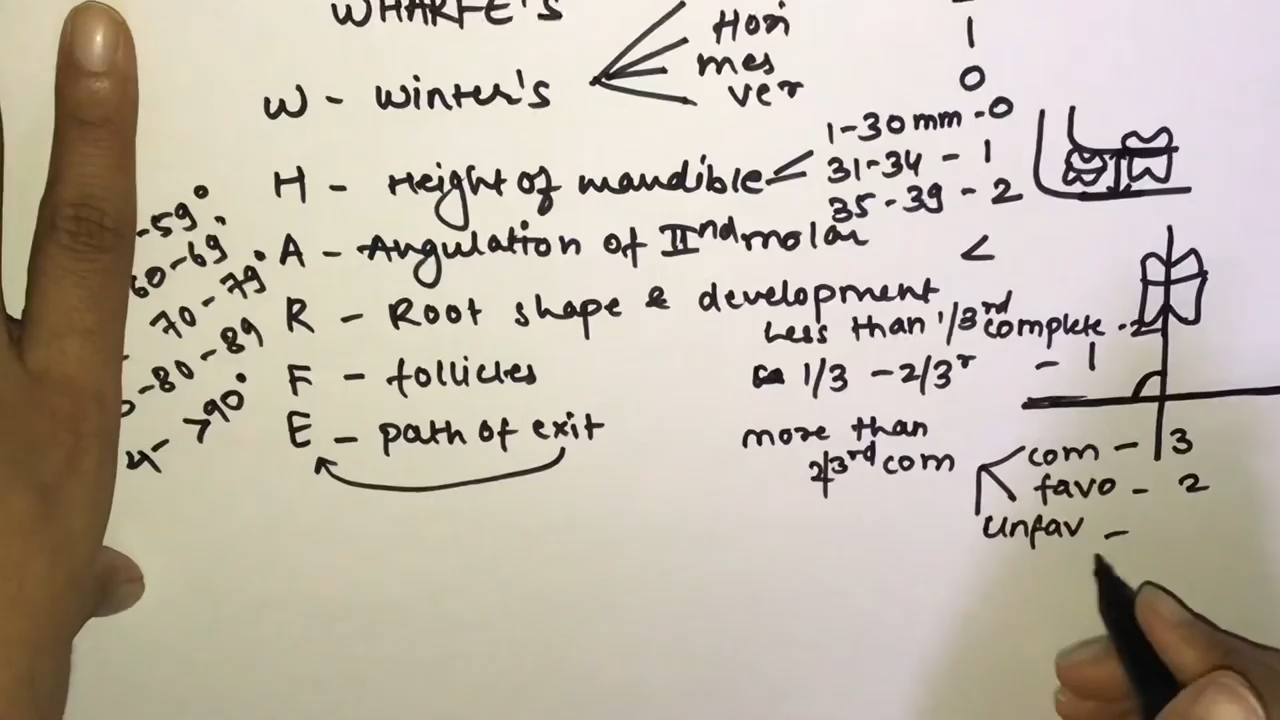 WHARFE'S
Hori
1
mes
W - Winter's
0
ver
1-30mm -0
31-34 - 1
H - Height of mandible
35-39 - 2
-59°
A - Angulation of IInd molar
60-69
70-79°
R - Root shape & development
Less than 1/3rd complete - 2
-80-89
F - follicles
1/3 - 2/3r - 1
>90°
E - path of exit
more than
2/3rd com
com - 3
favo - 2
unfav -